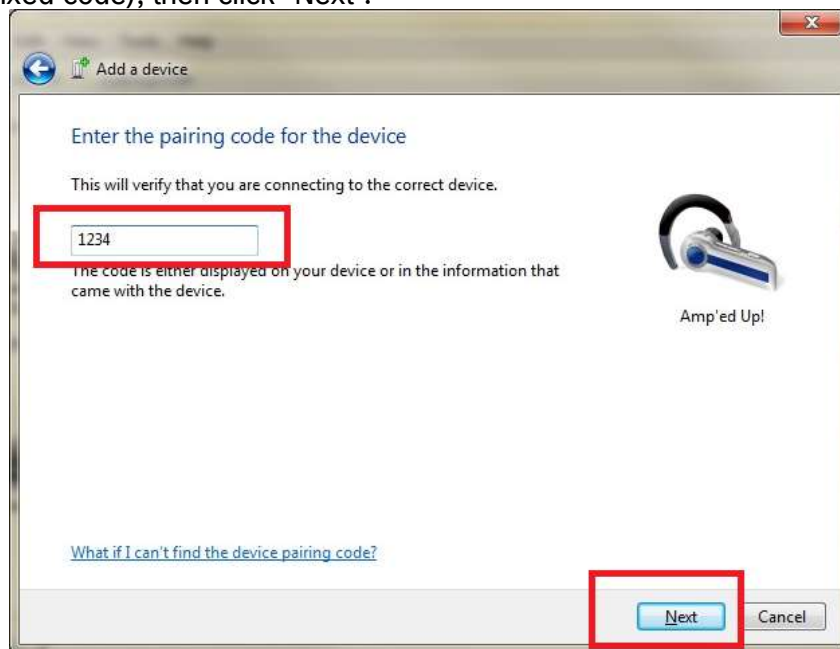 ixed code), then click "Next".
Add a device
Enter the pairing code for the device
This will verify that you are connecting to the correct device.
1234
The code is either displayed on your device or in the information that
came with the device.
Amp'ed Up!
What if I can't find the device pairing code?
Next Cancel